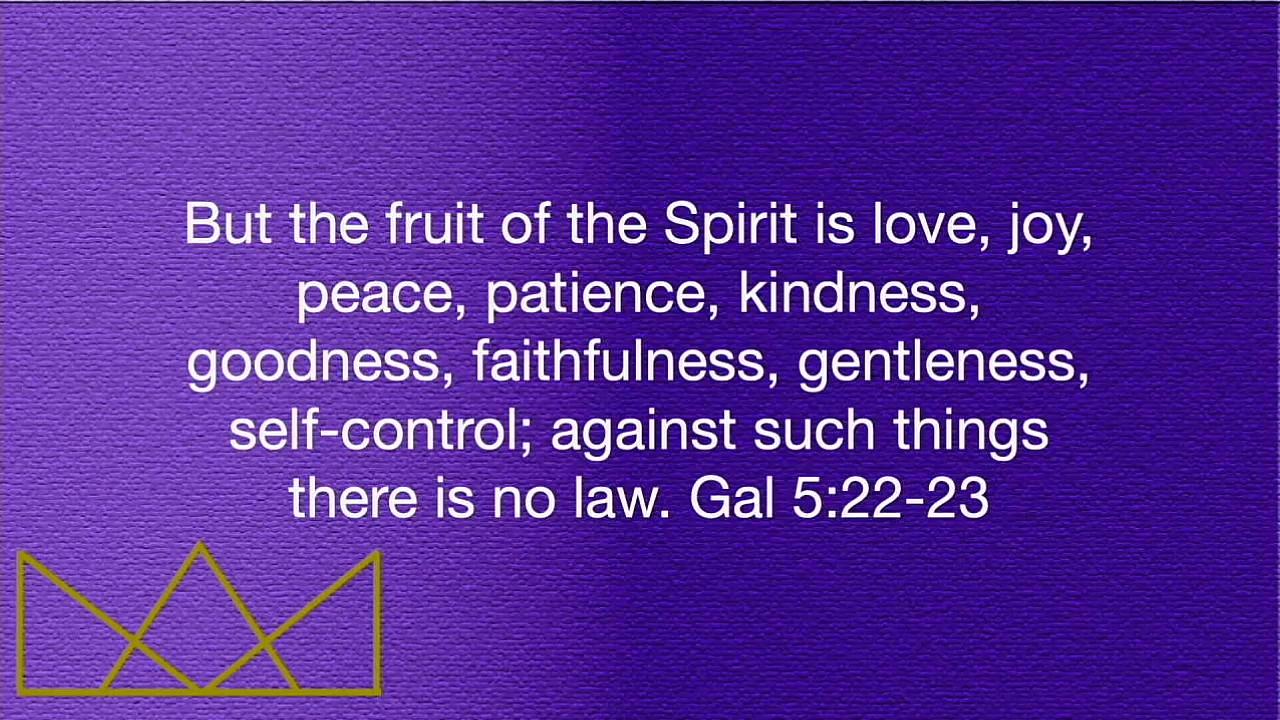 But the fruit of the Spirit is love, joy,
peace, patience, kindness,
goodness, faithfulness, gentleness,
self-control; against such things
there is no law. Gal 5:22-23